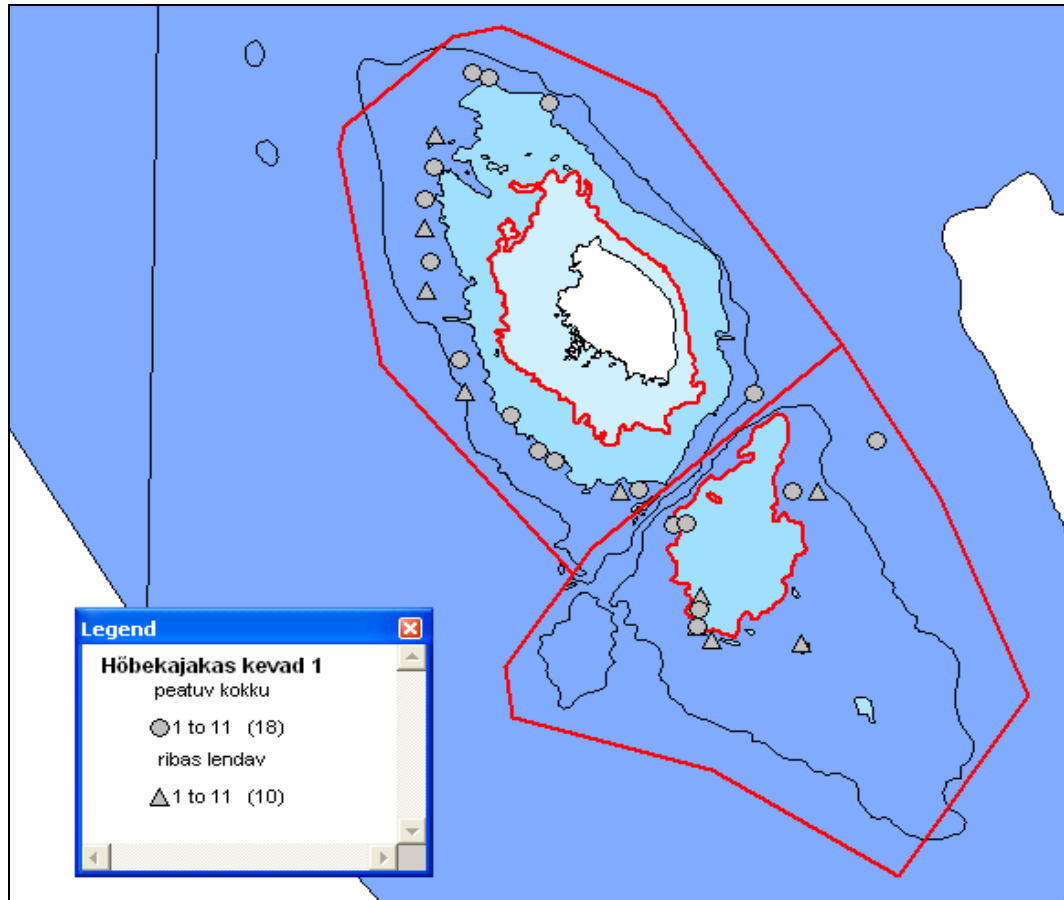 Legend
Hõbekajakas kevad 1
peatuv kokku
1 to 11 (18)
ribas lendav
1 to 11 (10)